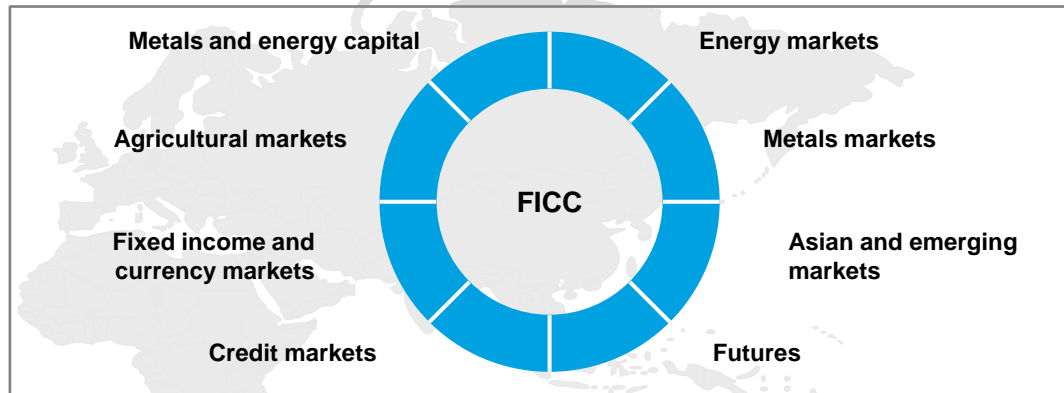 Metals and energy capital
Energy markets
Agricultural markets
Metals markets
FICC
Fixed income and
currency markets
Asian and emerging
markets
Credit markets
Futures